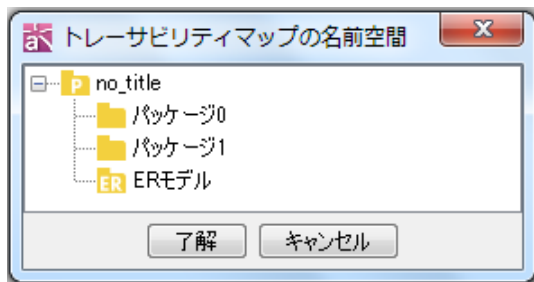 トレーサビリティマップの名前空間
no_title
パッケージ0
パッケージ1
ERモデル
了解 キャンセル